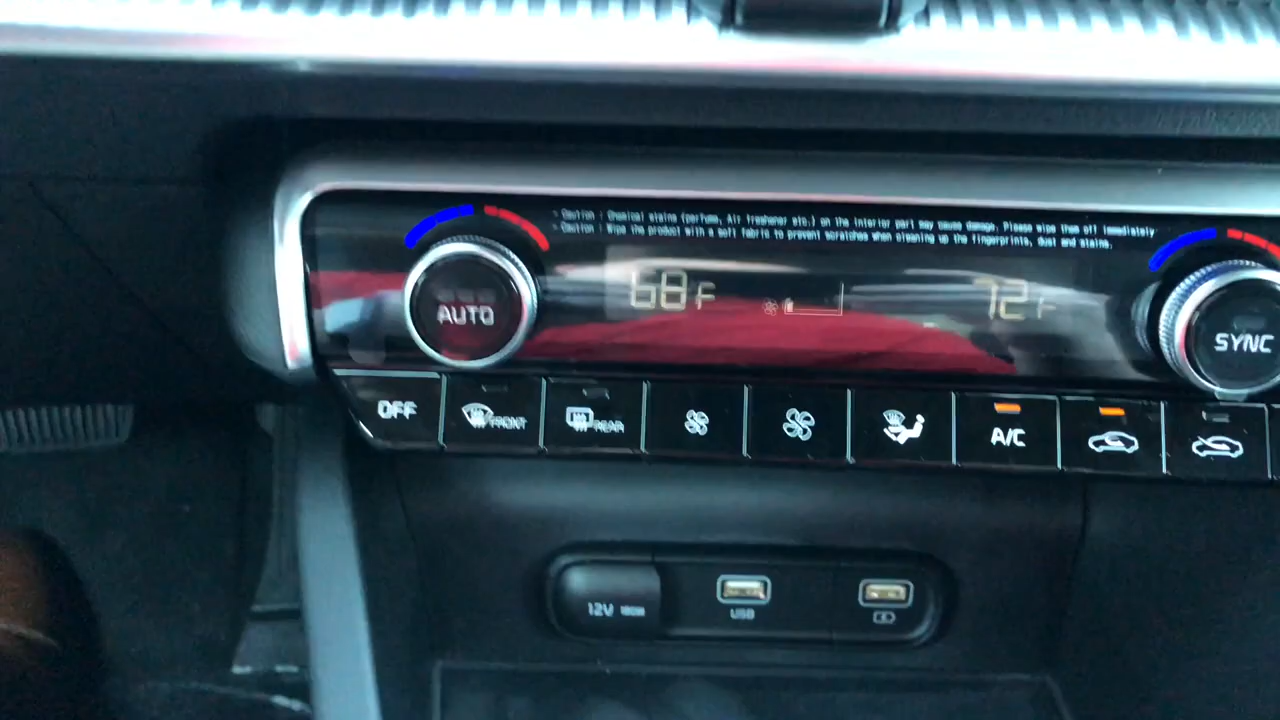 - Caution : Chemical stains (perfume, Air freshener etc.) on the interior part may cause damage. Please wipe them off immediately
- Caution : Wipe the product with a soft fabric to prevent scratches when cleaning up the fingerprints, dust and stains.
68F
72F
AUTO
SYNC
OFF
FRONT
REAR
A/C
12V 180W
USB